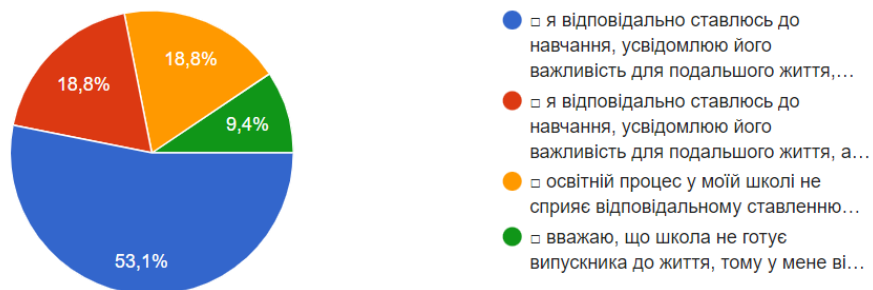 18,8%
18,8%
9,4%
53,1%
□ я відповідально ставлюсь до
навчання, усвідомлюю його
важливість для подальшого життя,...
□ я відповідально ставлюсь до
навчання, усвідомлюю його
важливість для подальшого життя, а...
□ освітній процес у моїй школі не
сприяє відповідальному ставленню...
□ вважаю, що школа не готує
випускника до життя, тому у мене ві...